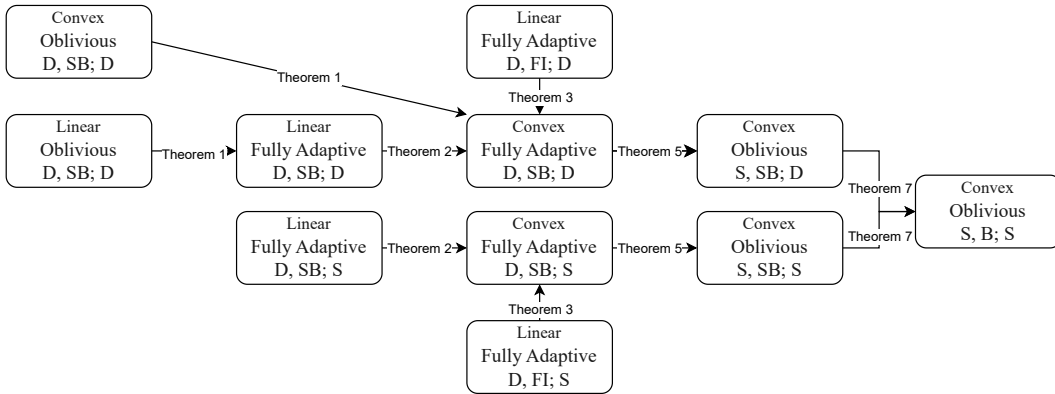 Convex
Oblivious
D, SB; D
Linear
Fully Adaptive
D, FI; D
Theorem 1
Theorem 3
Linear
Oblivious
D, SB; D
Theorem 1
Linear
Fully Adaptive
D, SB; D
Theorem 2
Convex
Fully Adaptive
D, SB; D
Theorem 5
Convex
Oblivious
S, SB; D
Theorem 7
Convex
Oblivious
S, B; S
Linear
Fully Adaptive
D, SB; S
Theorem 2
Convex
Fully Adaptive
D, SB; S
Theorem 5
Convex
Oblivious
S, SB; S
Theorem 7
Theorem 3
Linear
Fully Adaptive
D, FI; S